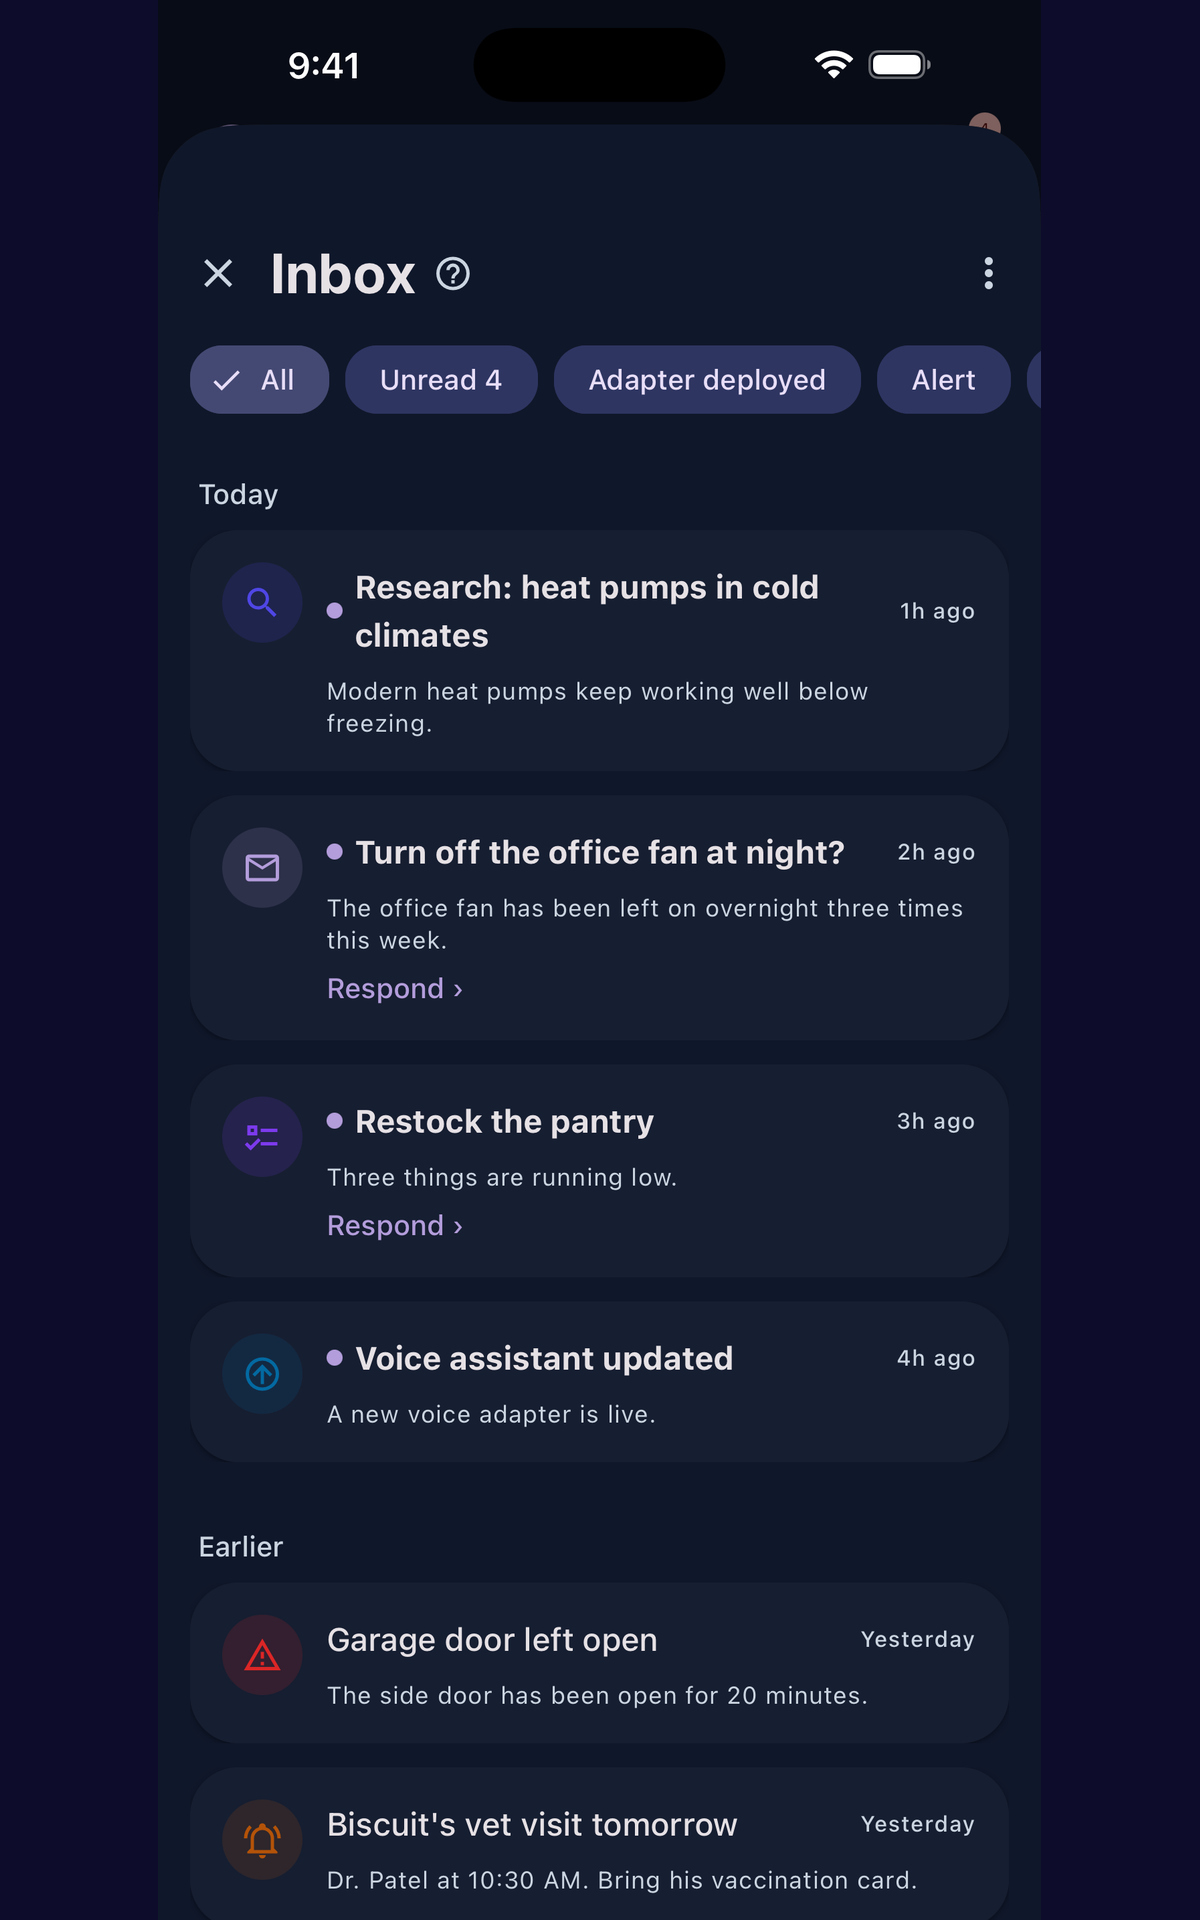 9:41
Inbox
All
Unread 4
Adapter deployed
Alert
Today
Research: heat pumps in cold
climates
1h ago
Modern heat pumps keep working well below
freezing.
Turn off the office fan at night?
2h ago
The office fan has been left on overnight three times
this week.
Respond ›
Restock the pantry
3h ago
Three things are running low.
Respond ›
Voice assistant updated
4h ago
A new voice adapter is live.
Earlier
Garage door left open
Yesterday
The side door has been open for 20 minutes.
Biscuit's vet visit tomorrow
Yesterday
Dr. Patel at 10:30 AM. Bring his vaccination card.